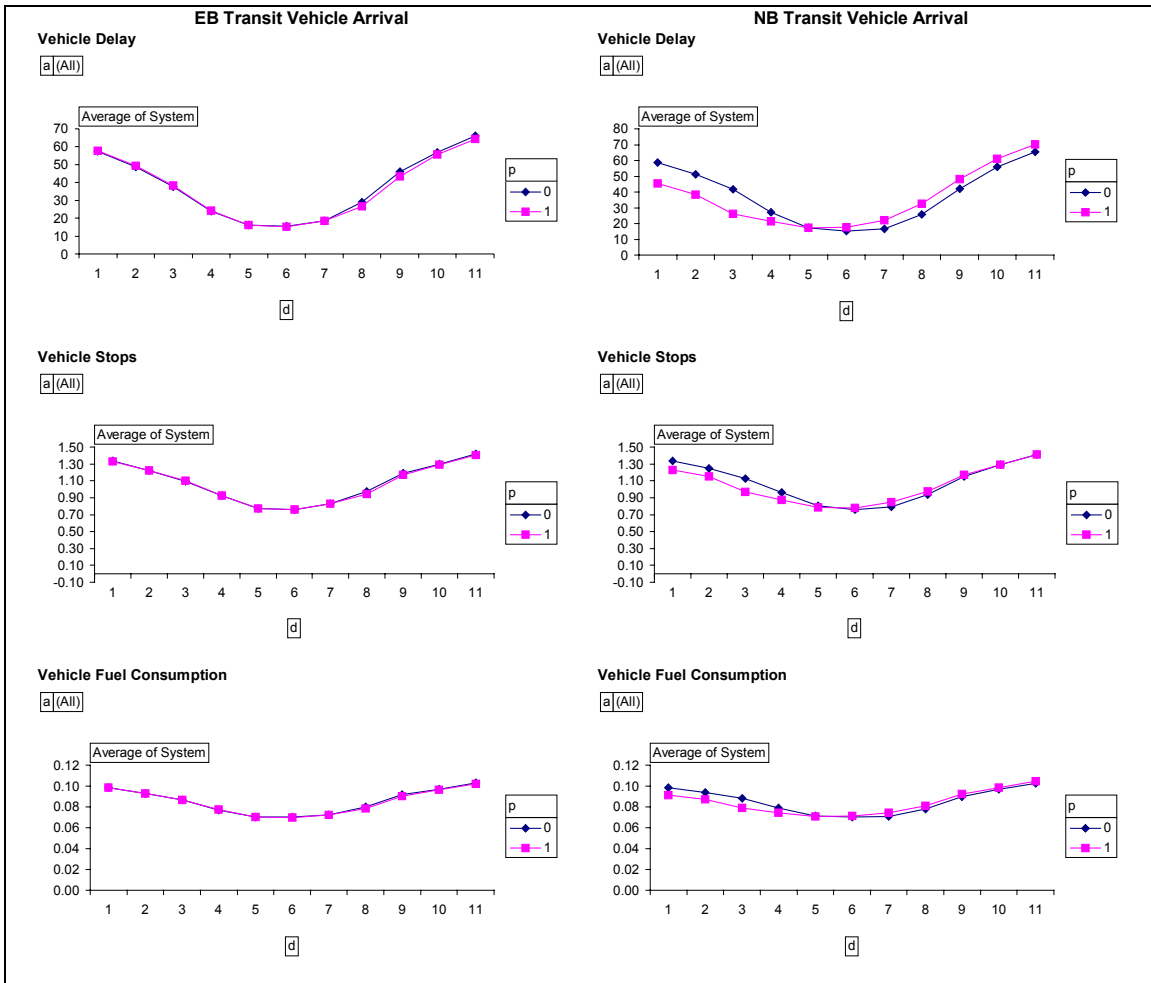 EB Transit Vehicle Arrival
Vehicle Delay
a (All)
Average of System
70
60
50
40
30
20
10
0
1 2 3 4 5 6 7 8 9 10 11
d
p
0
1
NB Transit Vehicle Arrival
Vehicle Delay
a (All)
Average of System
80
70
60
50
40
30
20
10
0
1 2 3 4 5 6 7 8 9 10 11
d
p
0
1
Vehicle Stops
a (All)
Average of System
1.50
1.30
1.10
0.90
0.70
0.50
0.30
0.10
-0.10
1 2 3 4 5 6 7 8 9 10 11
d
p
0
1
Vehicle Stops
a (All)
Average of System
1.50
1.30
1.10
0.90
0.70
0.50
0.30
0.10
-0.10
1 2 3 4 5 6 7 8 9 10 11
d
p
0
1
Vehicle Fuel Consumption
a (All)
Average of System
0.12
0.10
0.08
0.06
0.04
0.02
0.00
1 2 3 4 5 6 7 8 9 10 11
d
p
0
1
Vehicle Fuel Consumption
a (All)
Average of System
0.12
0.10
0.08
0.06
0.04
0.02
0.00
1 2 3 4 5 6 7 8 9 10 11
d
p
0
1